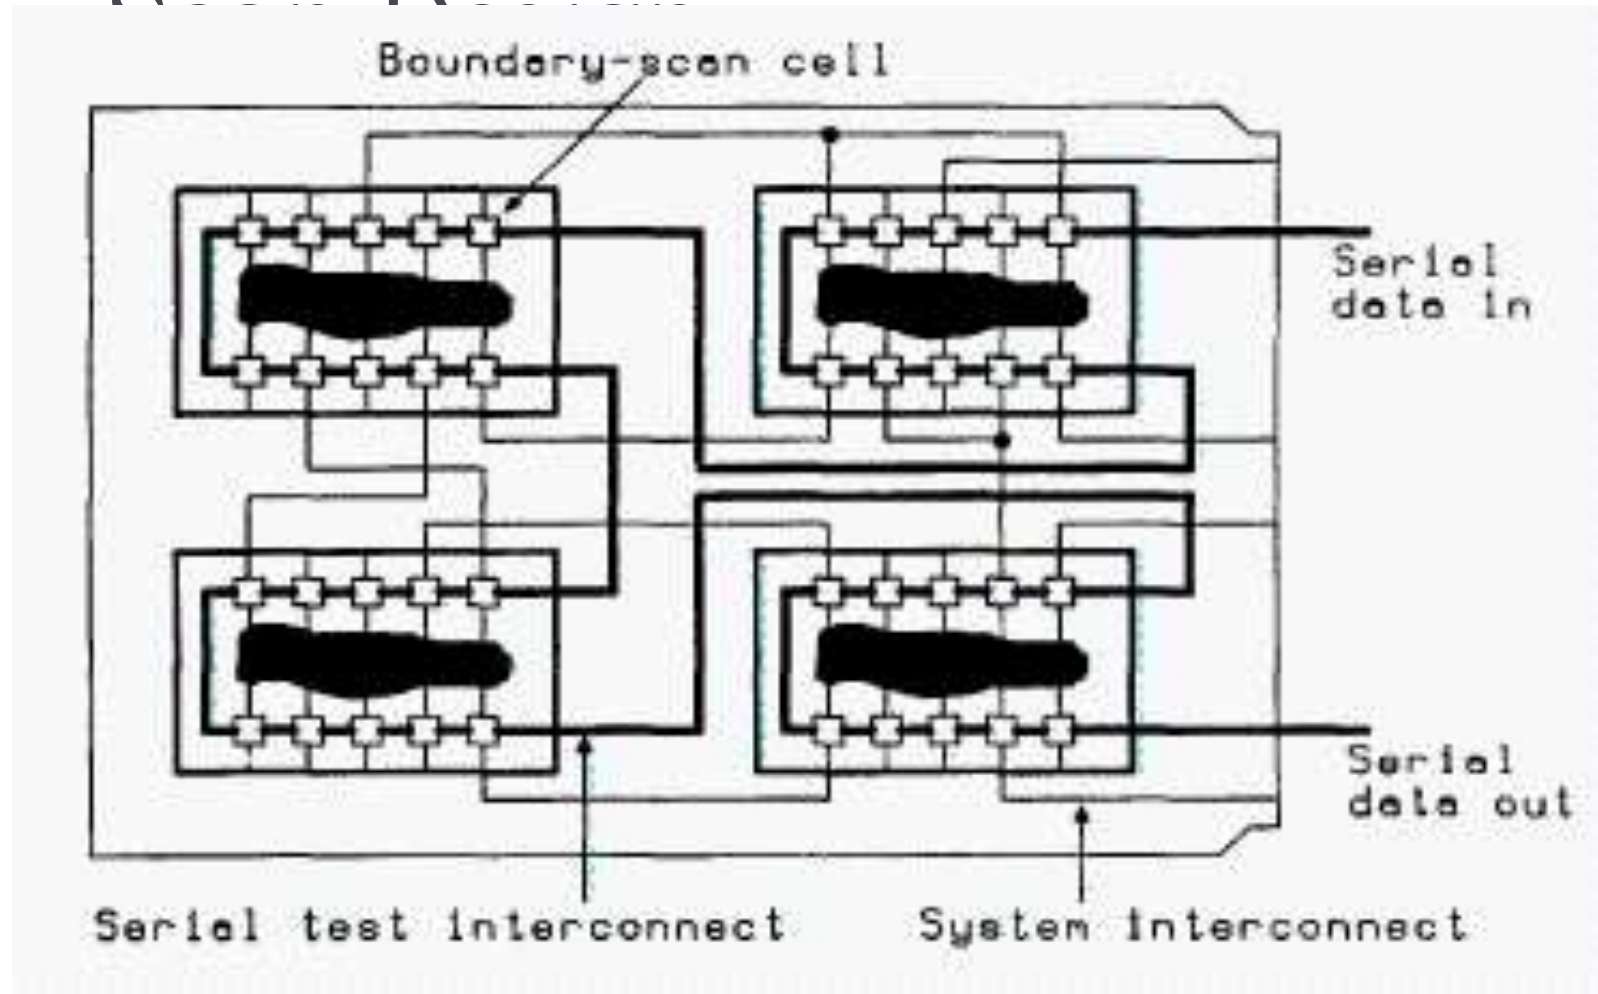 Boundary-scan cell
Serial
data in
Serial
data out
Serial test interconnect
System interconnect